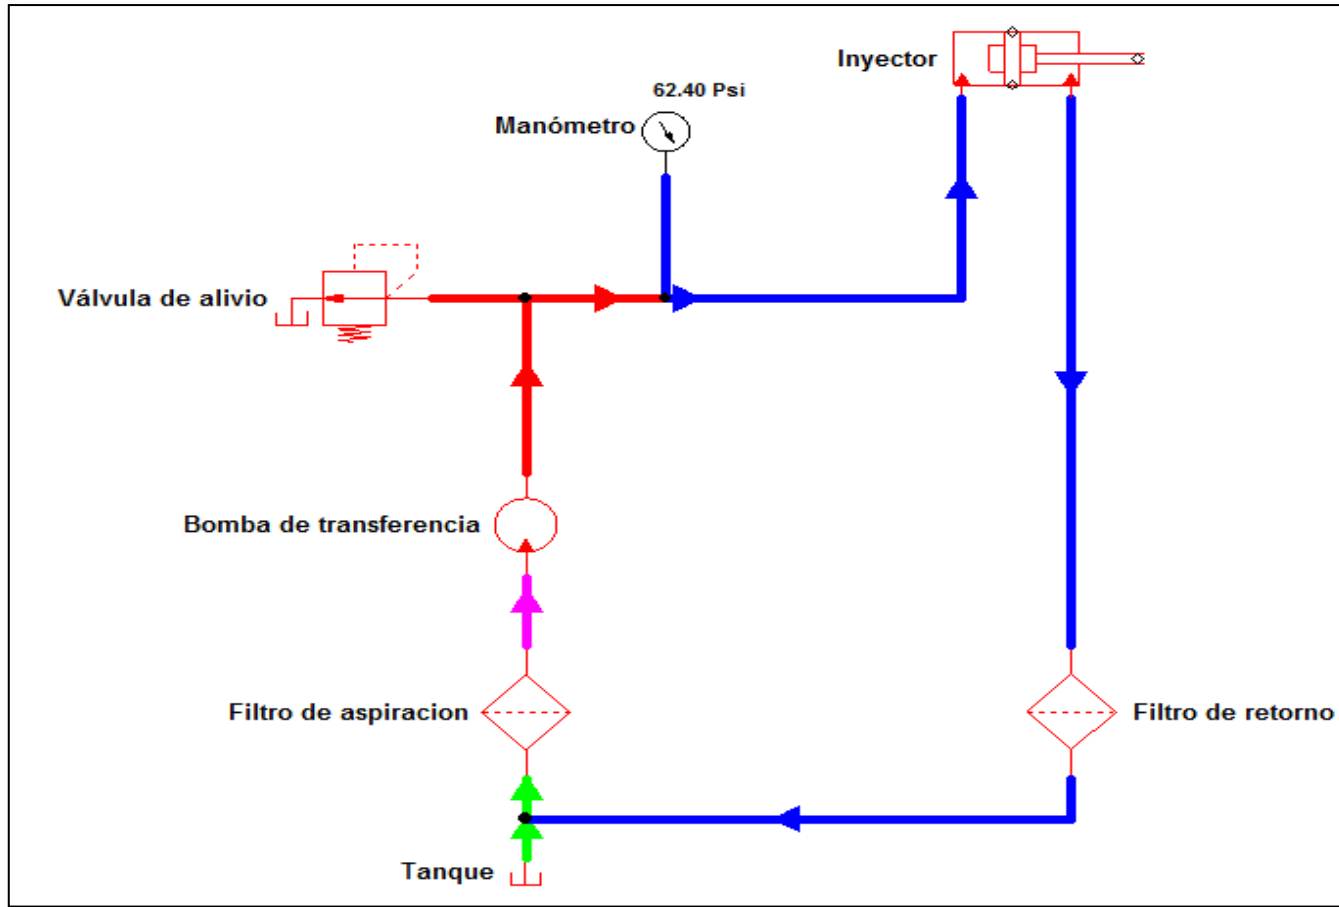 Inyector
62.40 Psi
Manómetro
Válvula de alivio
Bomba de transferencia
Filtro de aspiracion
Filtro de retorno
Tanque